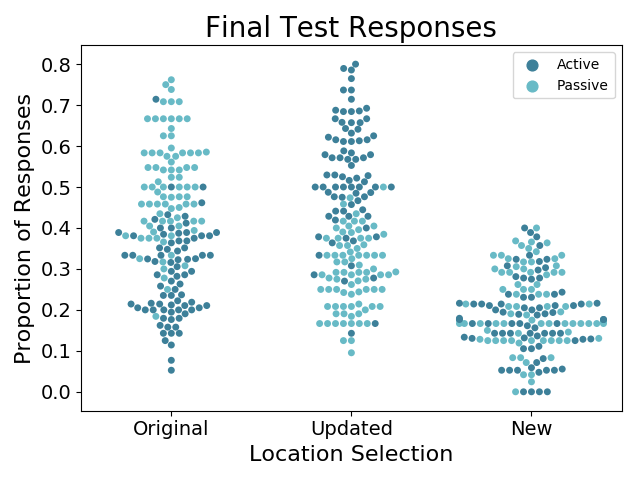 Final Test Responses
Active
Passive
Proportion of Responses
0.8
0.7
0.6
0.5
0.4
0.3
0.2
0.1
0.0
Original
Updated
New
Location Selection